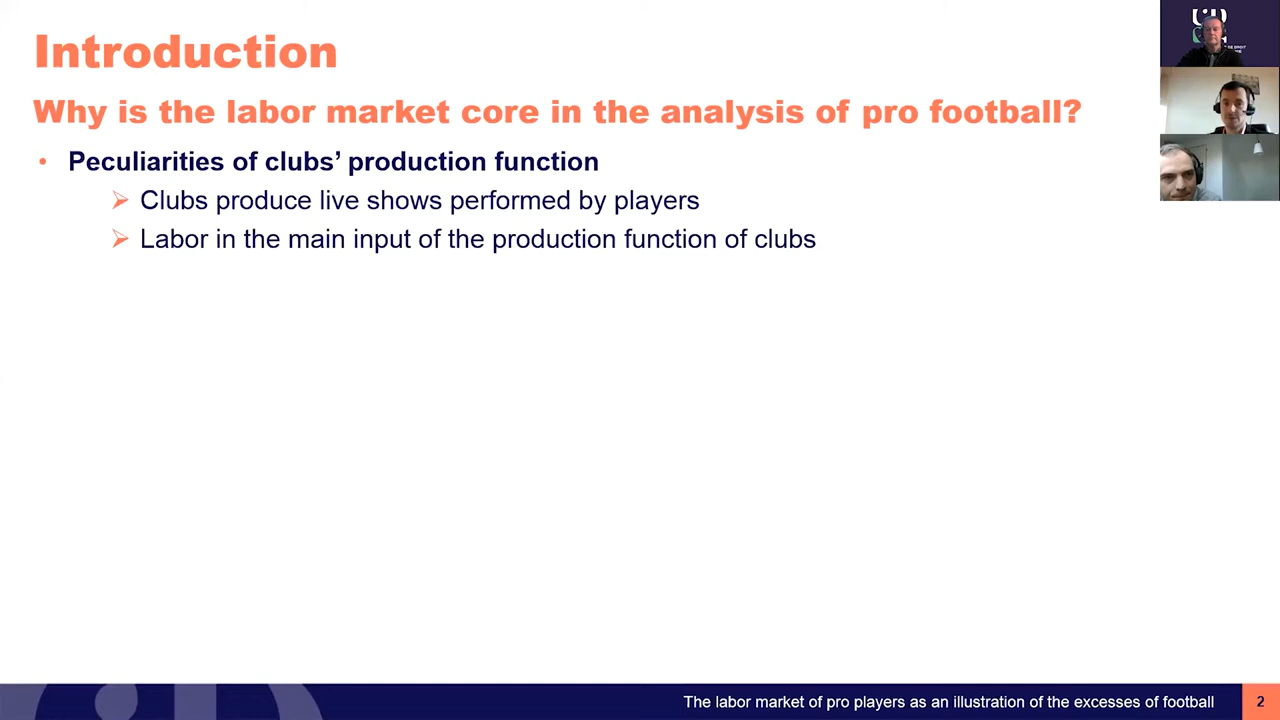 Introduction
Why is the labor market core in the analysis of pro football?
• Peculiarities of clubs’ production function
Clubs produce live shows performed by players
Labor in the main input of the production function of clubs
The labor market of pro players as an illustration of the excesses of football
2